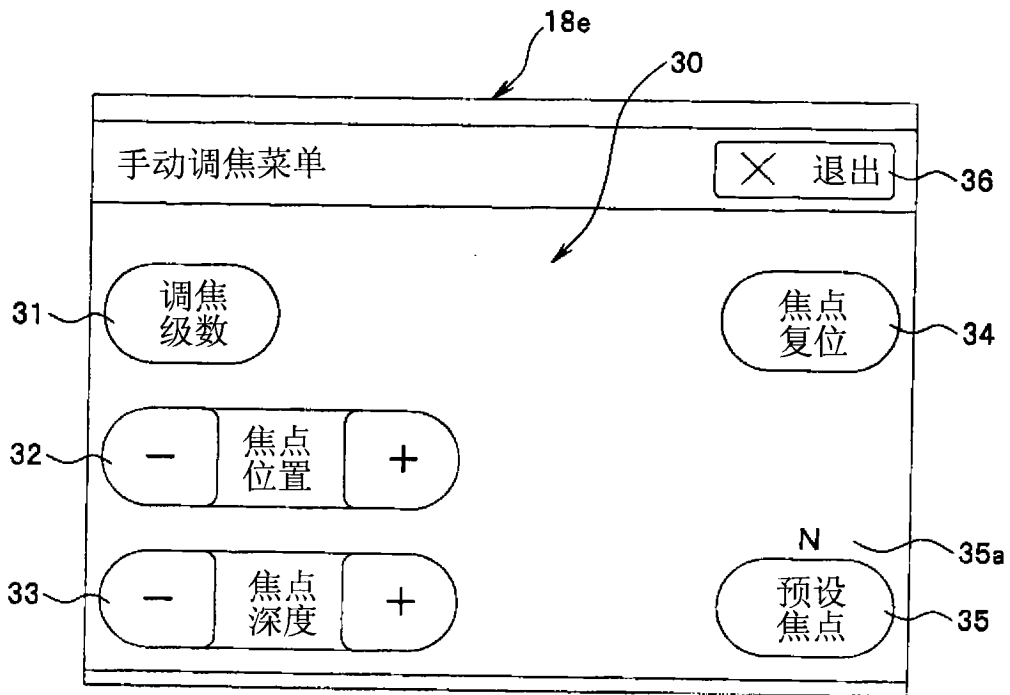 18e
30
手动调焦菜单
× 退出
36
调焦
级数
31
焦点
复位
34
− 焦点
位置 +
32
N
35a
− 焦点
深度 +
33
预设
焦点
35